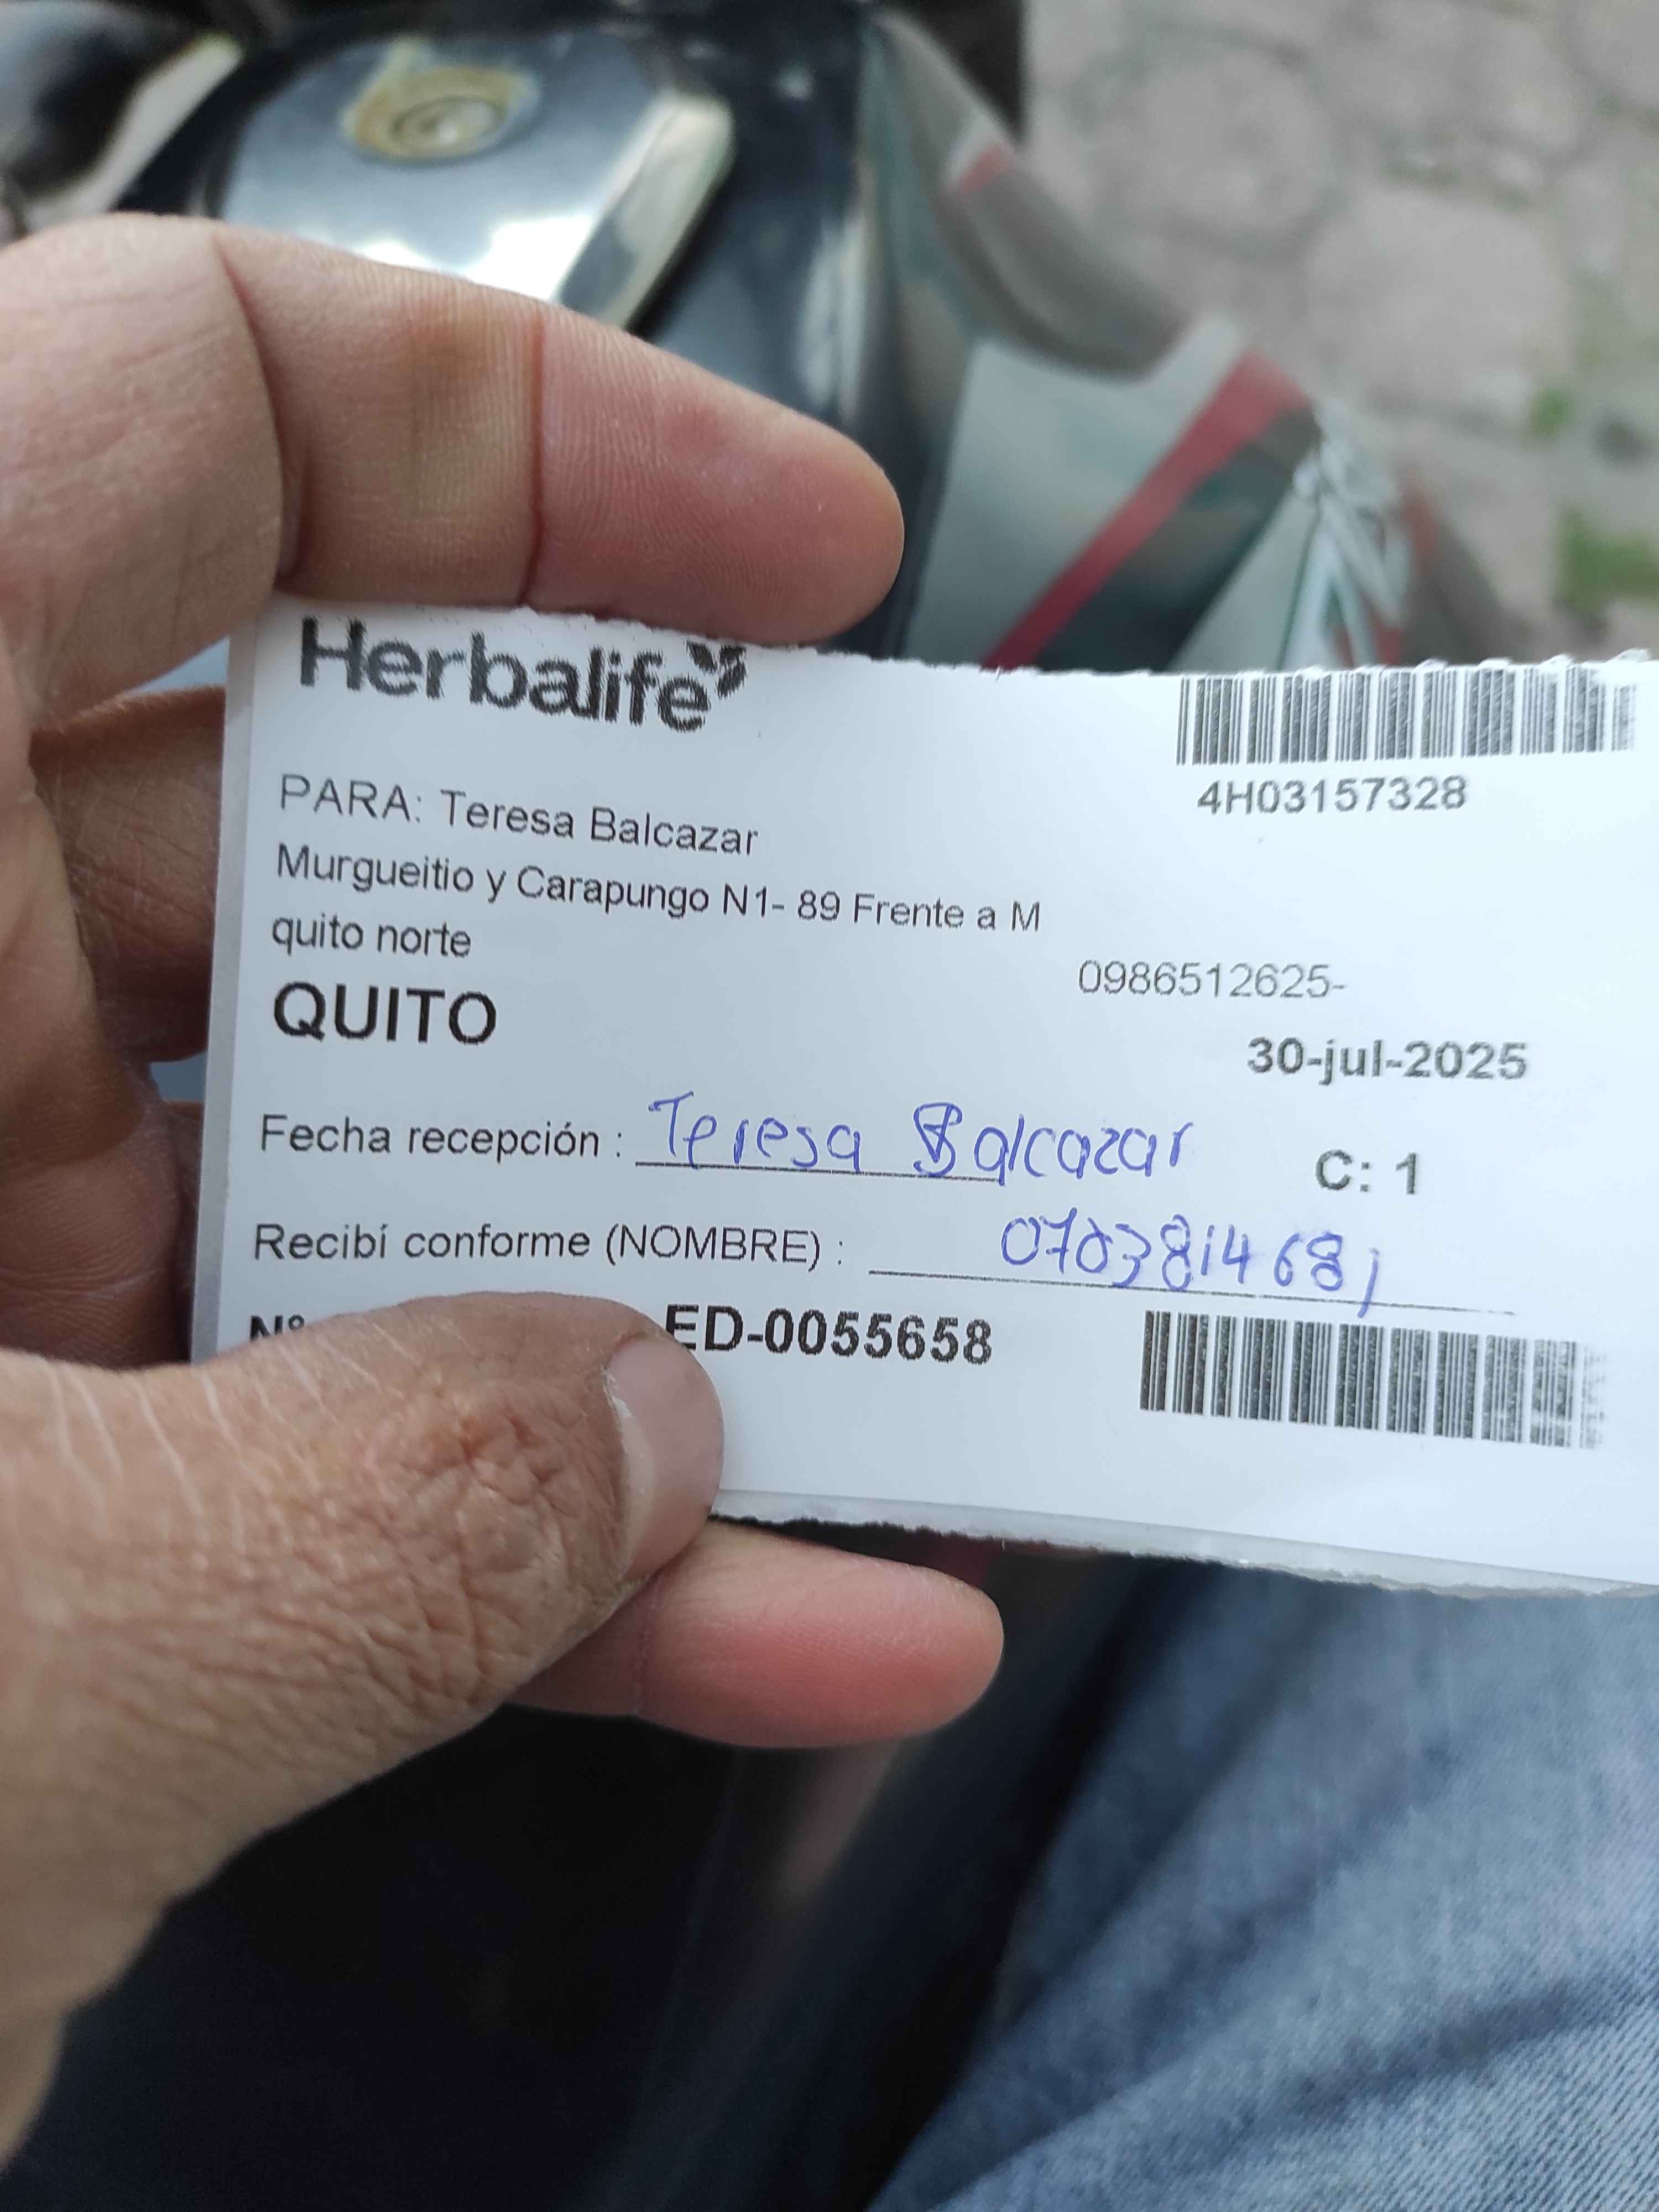 Herbalife
4H03157328
PARA: Teresa Balcazar
Murgueitio y Carapungo N1- 89 Frente a M
quito norte
0986512625-
QUITO
30-jul-2025
Fecha recepción : Teresa Balcazar
C: 1
Recibí conforme (NOMBRE) : 0703814681
Nº ED-0055658